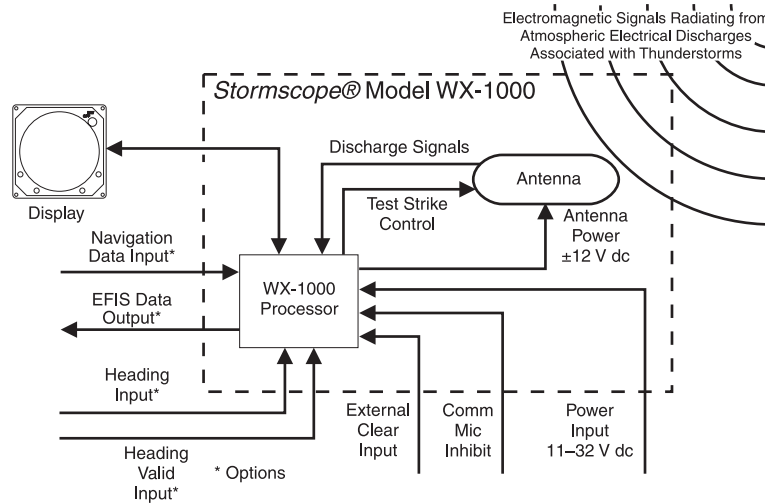 Electromagnetic Signals Radiating from
Atmospheric Electrical Discharges
Associated with Thunderstorms
Stormscope® Model WX-1000
Discharge Signals
Antenna
Display
Test Strike
Control
Antenna
Power
±12 V dc
Navigation
Data Input*
WX-1000
Processor
EFIS Data
Output*
Heading
Input*
External
Clear
Input
Comm
Mic
Inhibit
Power
Input
11–32 V dc
Heading
Valid
Input*
* Options